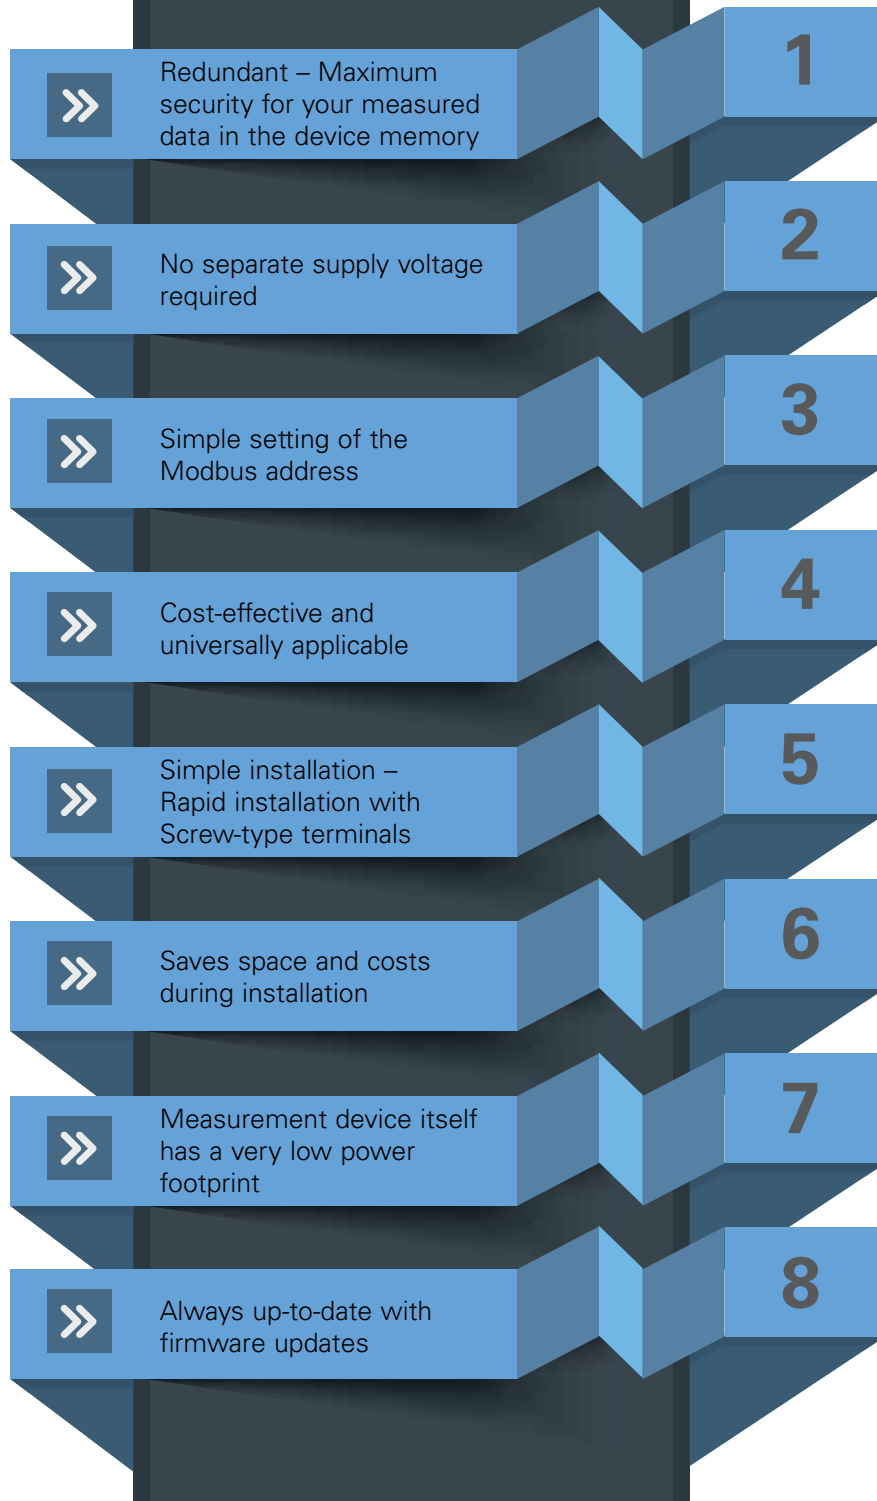 Redundant – Maximum
security for your measured
data in the device memory
1
No separate supply voltage
required
2
Simple setting of the
Modbus address
3
Cost-effective and
universally applicable
4
Simple installation –
Rapid installation with
Screw-type terminals
5
Saves space and costs
during installation
6
Measurement device itself
has a very low power
footprint
7
Always up-to-date with
firmware updates
8